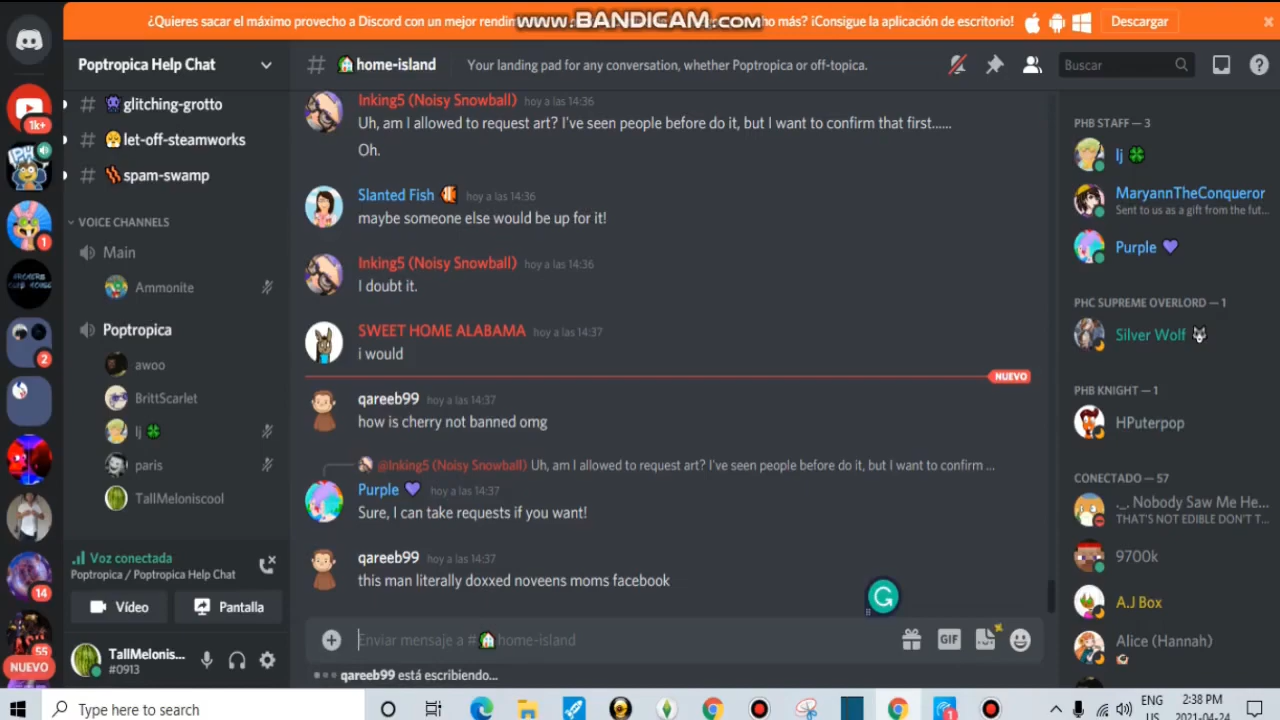 ¿Quieres sacar el máximo provecho a Discord con un mejor rendim
www.BANDICAM.com
ho más? ¡Consigue la aplicación de escritorio!
Descargar
Poptropica Help Chat
# home-island
Your landing pad for any conversation, whether Poptropica or off-topica.
Buscar
1K+
1
2
14
55
NUEVO
# glitching-grotto
# let-off-steamworks
# spam-swamp
VOICE CHANNELS
Main
Ammonite
Poptropica
awoo
BrittScarlet
lj
paris
TallMeloniscool
Voz conectada
Poptropica / Poptropica Help Chat
Vídeo
Pantalla
TallMelonis...
#0913
Inking5 (Noisy Snowball) hoy a las 14:36
Uh, am I allowed to request art? I've seen people before do it, but I want to confirm that first......
Oh.
Slanted Fish hoy a las 14:36
maybe someone else would be up for it!
Inking5 (Noisy Snowball) hoy a las 14:36
I doubt it.
SWEET HOME ALABAMA hoy a las 14:37
i would
NUEVO
qareeb99 hoy a las 14:37
how is cherry not banned omg
@Inking5 (Noisy Snowball) Uh, am I allowed to request art? I've seen people before do it, but I want to confirm ...
Purple hoy a las 14:37
Sure, I can take requests if you want!
qareeb99 hoy a las 14:37
this man literally doxxed noveens moms facebook
Enviar mensaje a # home-island
GIF
qareeb99 está escribiendo...
PHB STAFF — 3
lj
MaryannTheConqueror
Sent to us as a gift from the fut...
Purple
PHC SUPREME OVERLORD — 1
Silver Wolf
PHB KNIGHT — 1
HPuterpop
CONECTADO — 57
._. Nobody Saw Me He...
THAT'S NOT EDIBLE DON'T T...
9700k
A.J Box
Alice (Hannah)
Type here to search
1
ENG
US
2:38 PM
2021-04-24